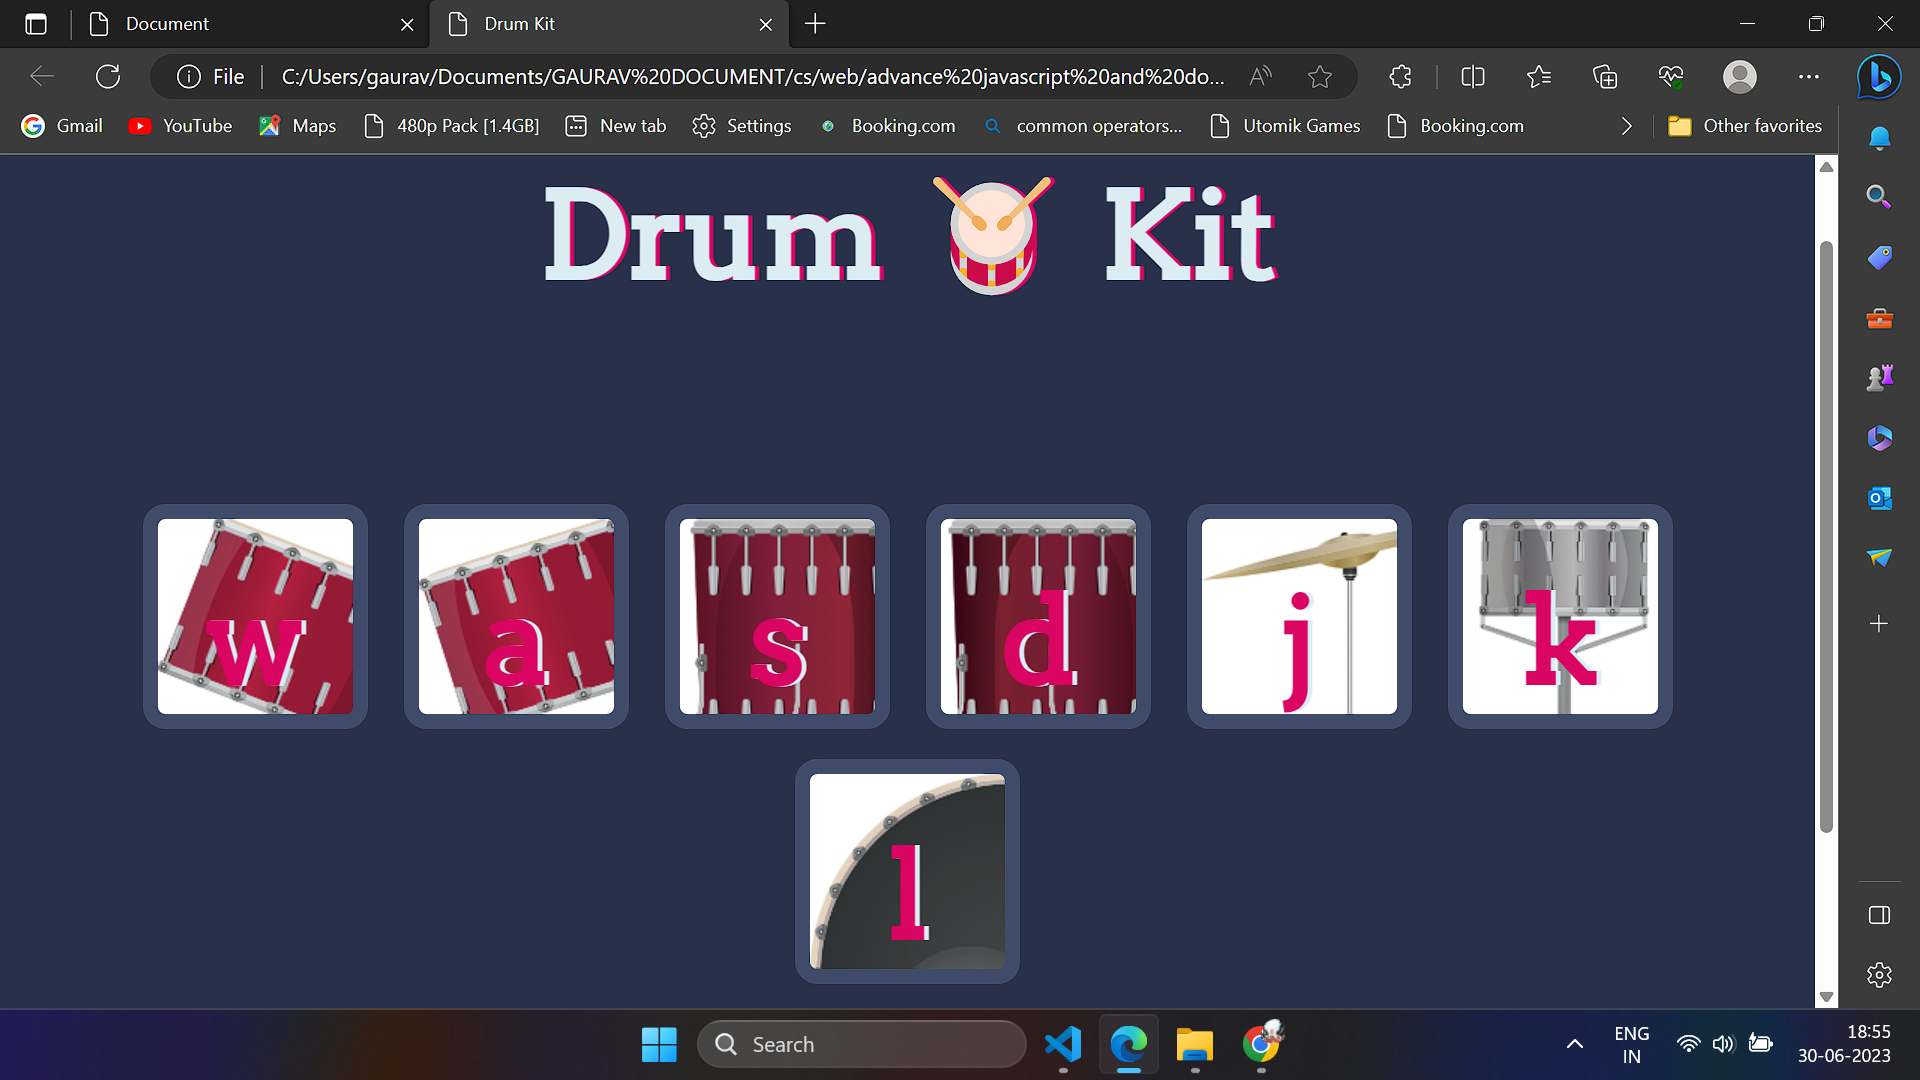 Document
Drum Kit
File
C:/Users/gaurav/Documents/GAURAV%20DOCUMENT/cs/web/advance%20javascript%20and%20do...
Gmail
YouTube
Maps
480p Pack [1.4GB]
New tab
Settings
Booking.com
common operators...
Utomik Games
Booking.com
Other favorites
Drum Kit
w
a
s
d
j
k
l
Search
ENG
IN
18:55
30-06-2023